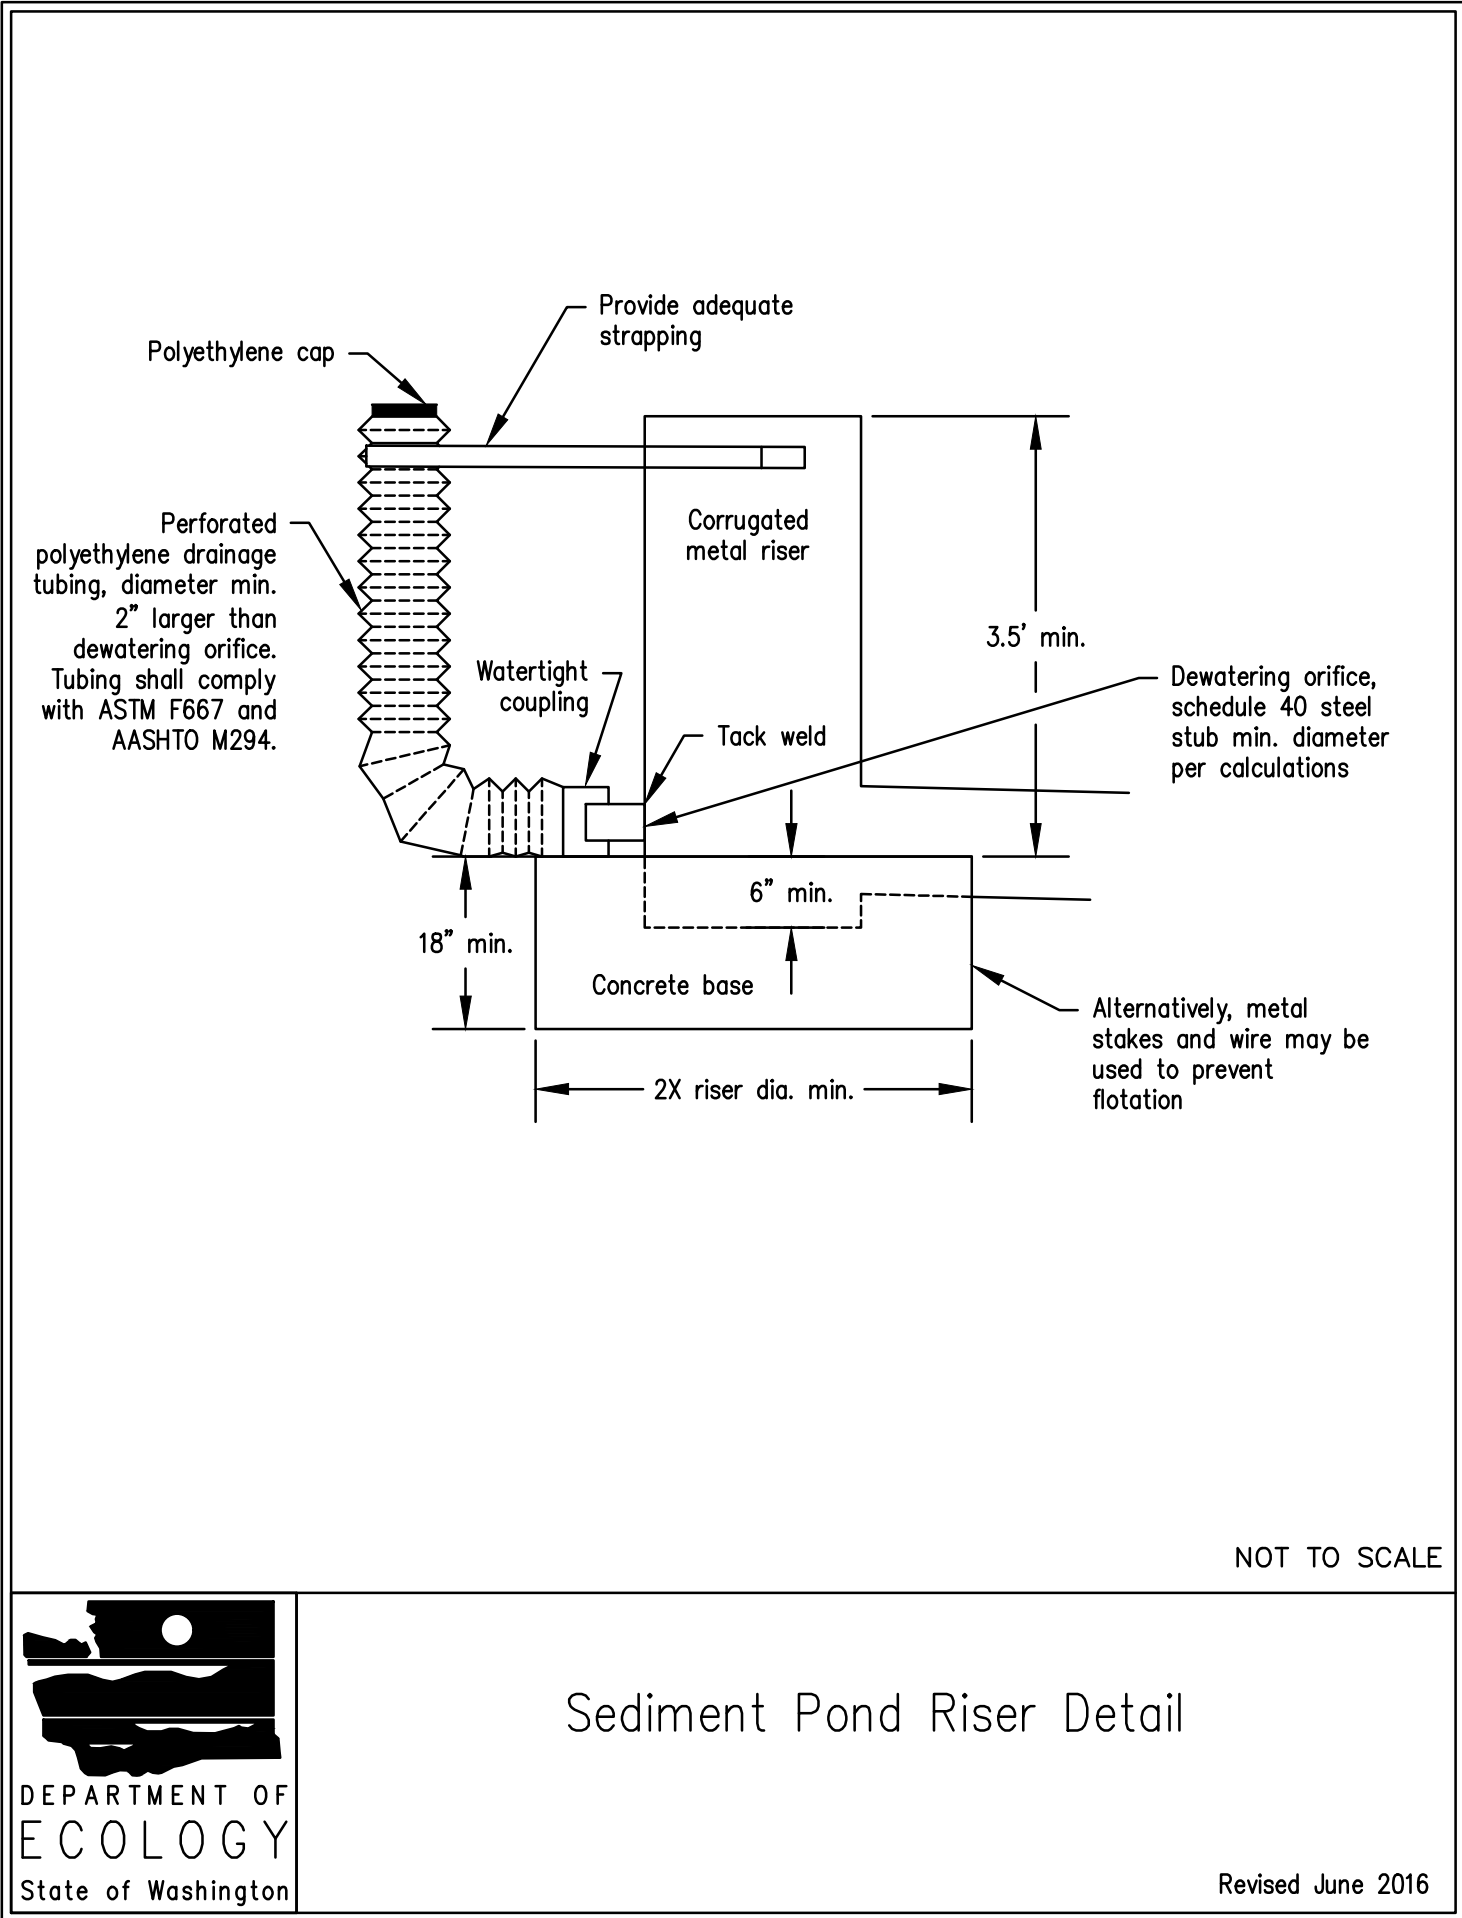 Provide adequate
strapping
Polyethylene cap
Perforated
polyethylene drainage
tubing, diameter min.
2” larger than
dewatering orifice.
Tubing shall comply
with ASTM F667 and
AASHTO M294.
Corrugated
metal riser
3.5’ min.
Watertight
coupling
Tack weld
Dewatering orifice,
schedule 40 steel
stub min. diameter
per calculations
6” min.
18” min.
Concrete base
Alternatively, metal
stakes and wire may be
used to prevent
flotation
2X riser dia. min.
NOT TO SCALE
DEPARTMENT OF
ECOLOGY
State of Washington
Sediment Pond Riser Detail
Revised June 2016